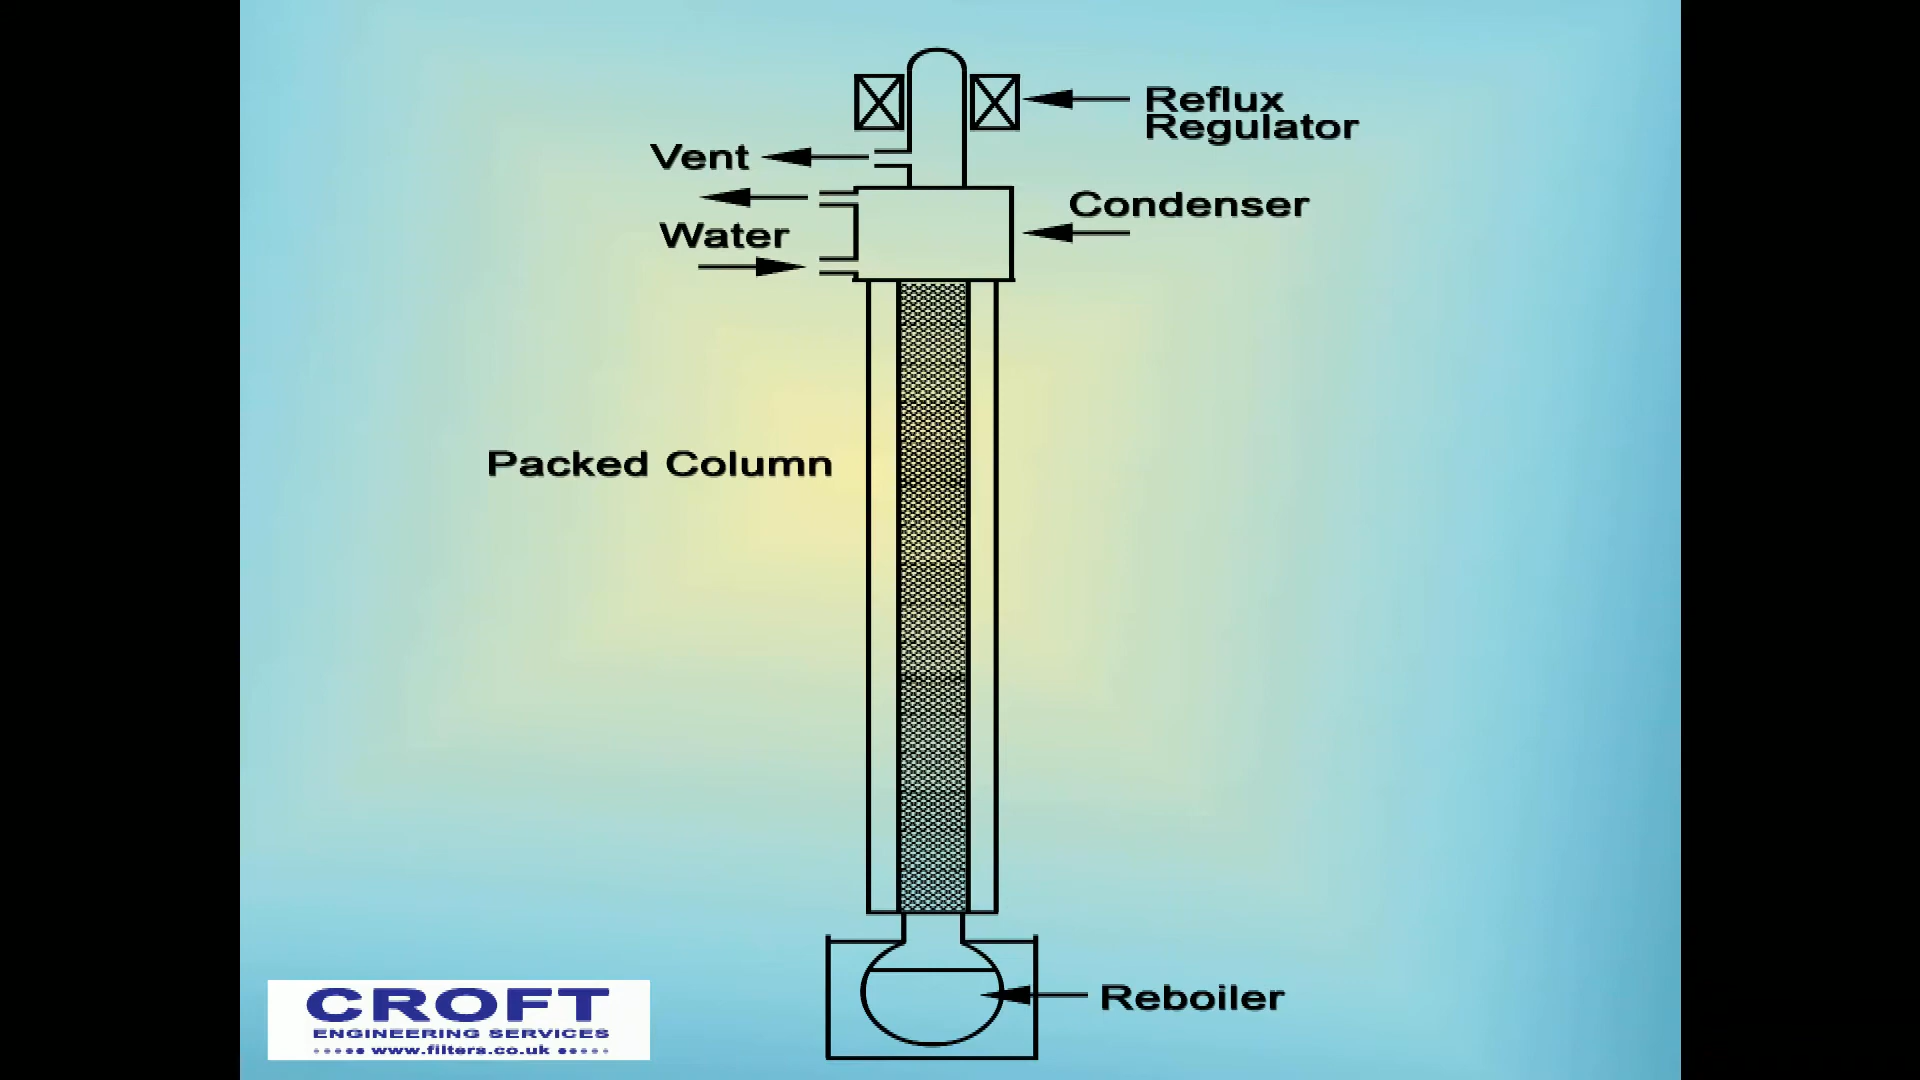 Reflux
Regulator
Vent
Condenser
Water
Packed Column
Reboiler
CROFT
ENGINEERING SERVICES
www.filters.co.uk